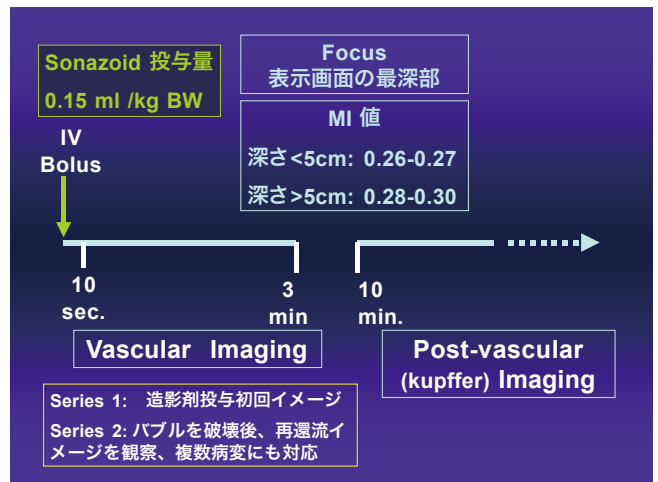 Sonazoid 投与量
0.15 ml /kg BW
Focus
表示画面の最深部
MI 値
深さ<5cm: 0.26-0.27
深さ>5cm: 0.28-0.30
IV
Bolus
10
sec.
3
min
10
min.
Vascular Imaging
Post-vascular
(kupffer) Imaging
Series 1: 造影剤投与初回イメージ
Series 2: バブルを破壊後、再還流イ
メージを観察、複数病変にも対応